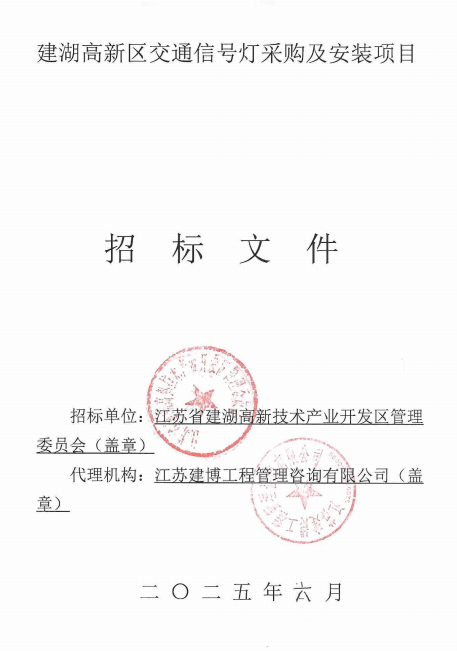 建湖高新区交通信号灯采购及安装项目
招 标 文 件
招标单位：江苏省建湖高新技术产业开发区管理
委员会（盖章）
代理机构：江苏建博工程管理咨询有限公司（盖
章）
二〇二五年六月